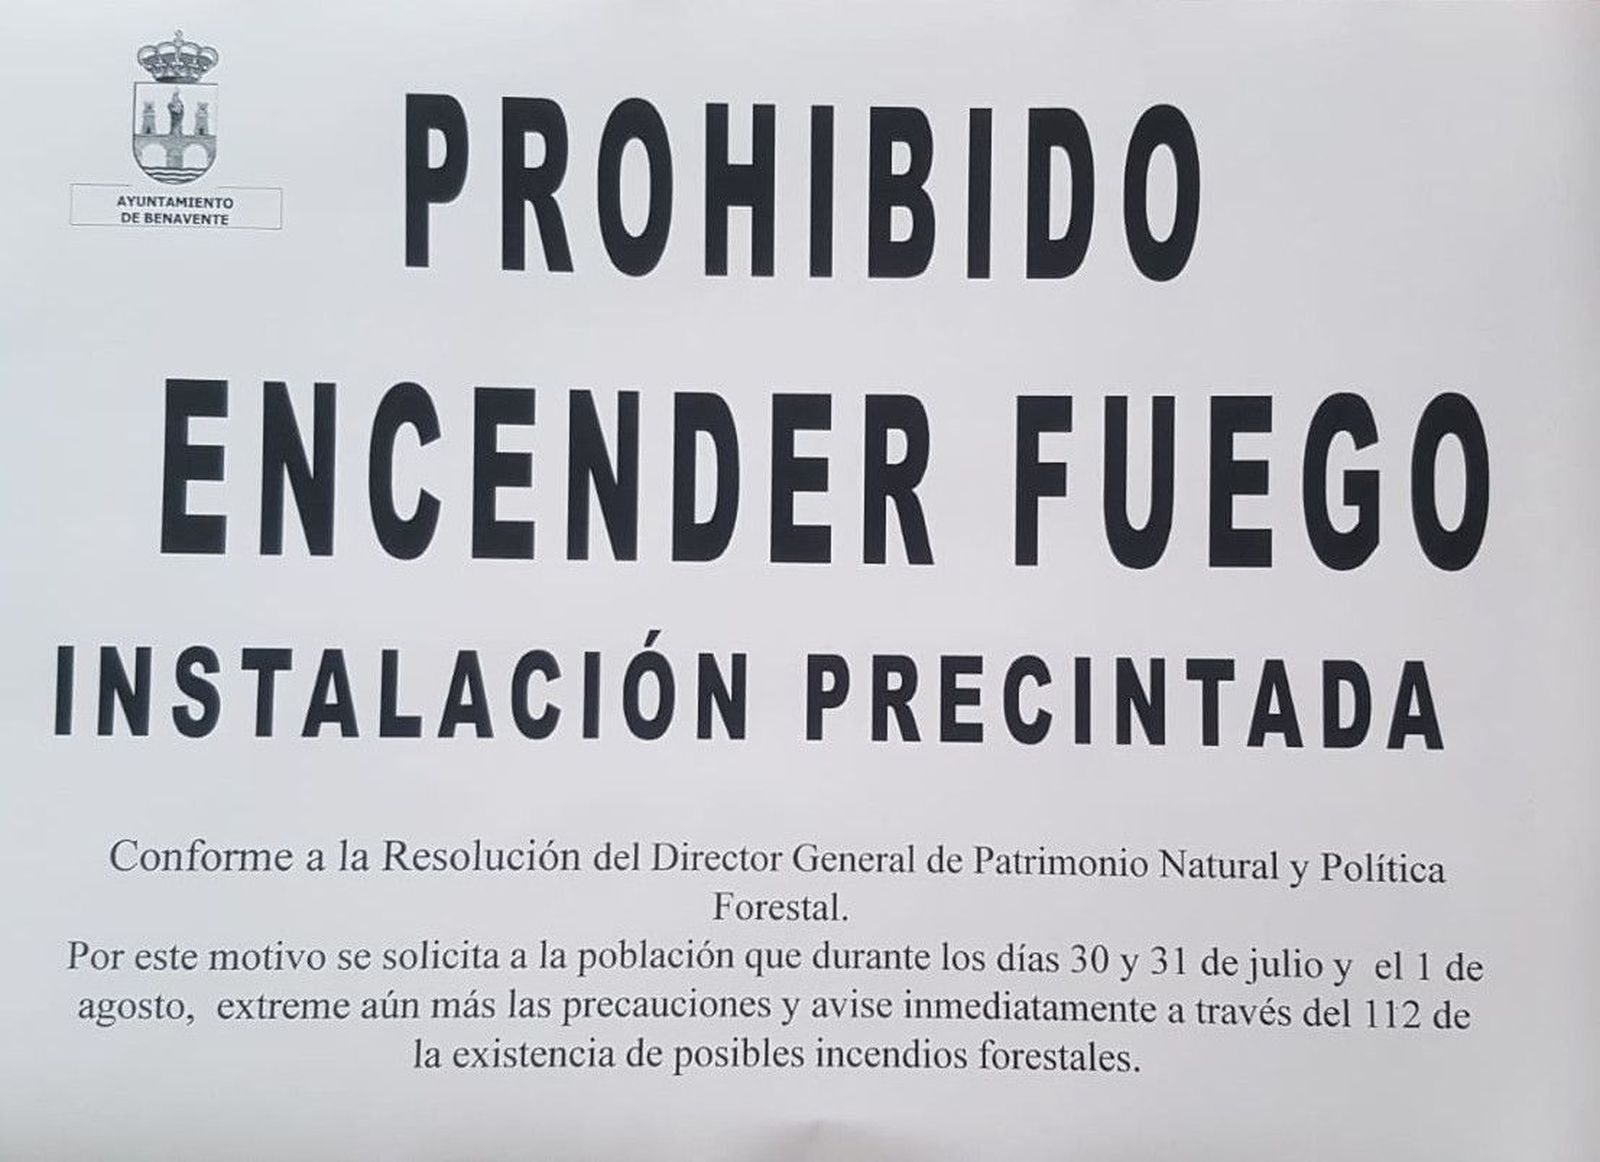 AYUNTAMIENTO
DE BENAVENTE
PROHIBIDO
ENCENDER FUEGO
INSTALACIÓN PRECINTADA
Conforme a la Resolución del Director General de Patrimonio Natural y Política
Forestal.
Por este motivo se solicita a la población que durante los días 30 y 31 de julio y el 1 de
agosto, extreme aún más las precauciones y avise inmediatamente a través del 112 de
la existencia de posibles incendios forestales.